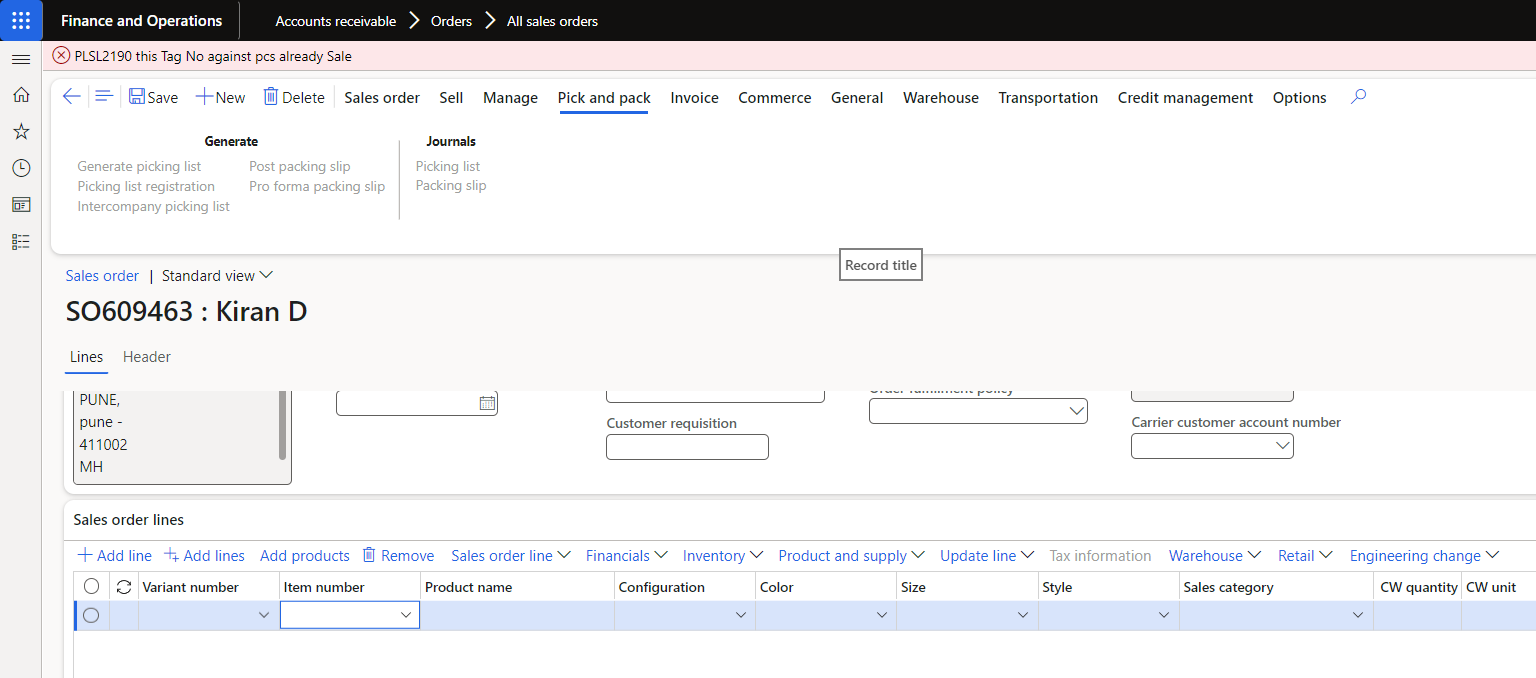 Finance and Operations Accounts receivable Orders All sales orders
PLSL2190 this Tag No against pcs already Sale
Save New Delete Sales order Sell Manage Pick and pack Invoice Commerce General Warehouse Transportation Credit management Options
Generate
Generate picking list Post packing slip
Picking list registration Pro forma packing slip
Intercompany picking list
Journals
Picking list
Packing slip
Record title
Sales order | Standard view
SO609463 : Kiran D
Lines Header
PUNE,
pune -
411002
MH
Customer requisition
Order fulfillment policy
Carrier customer account number
Sales order lines
Add line Add lines Add products Remove Sales order line Financials Inventory Product and supply Update line Tax information Warehouse Retail Engineering change
Variant number Item number Product name Configuration Color Size Style Sales category CW quantity CW unit